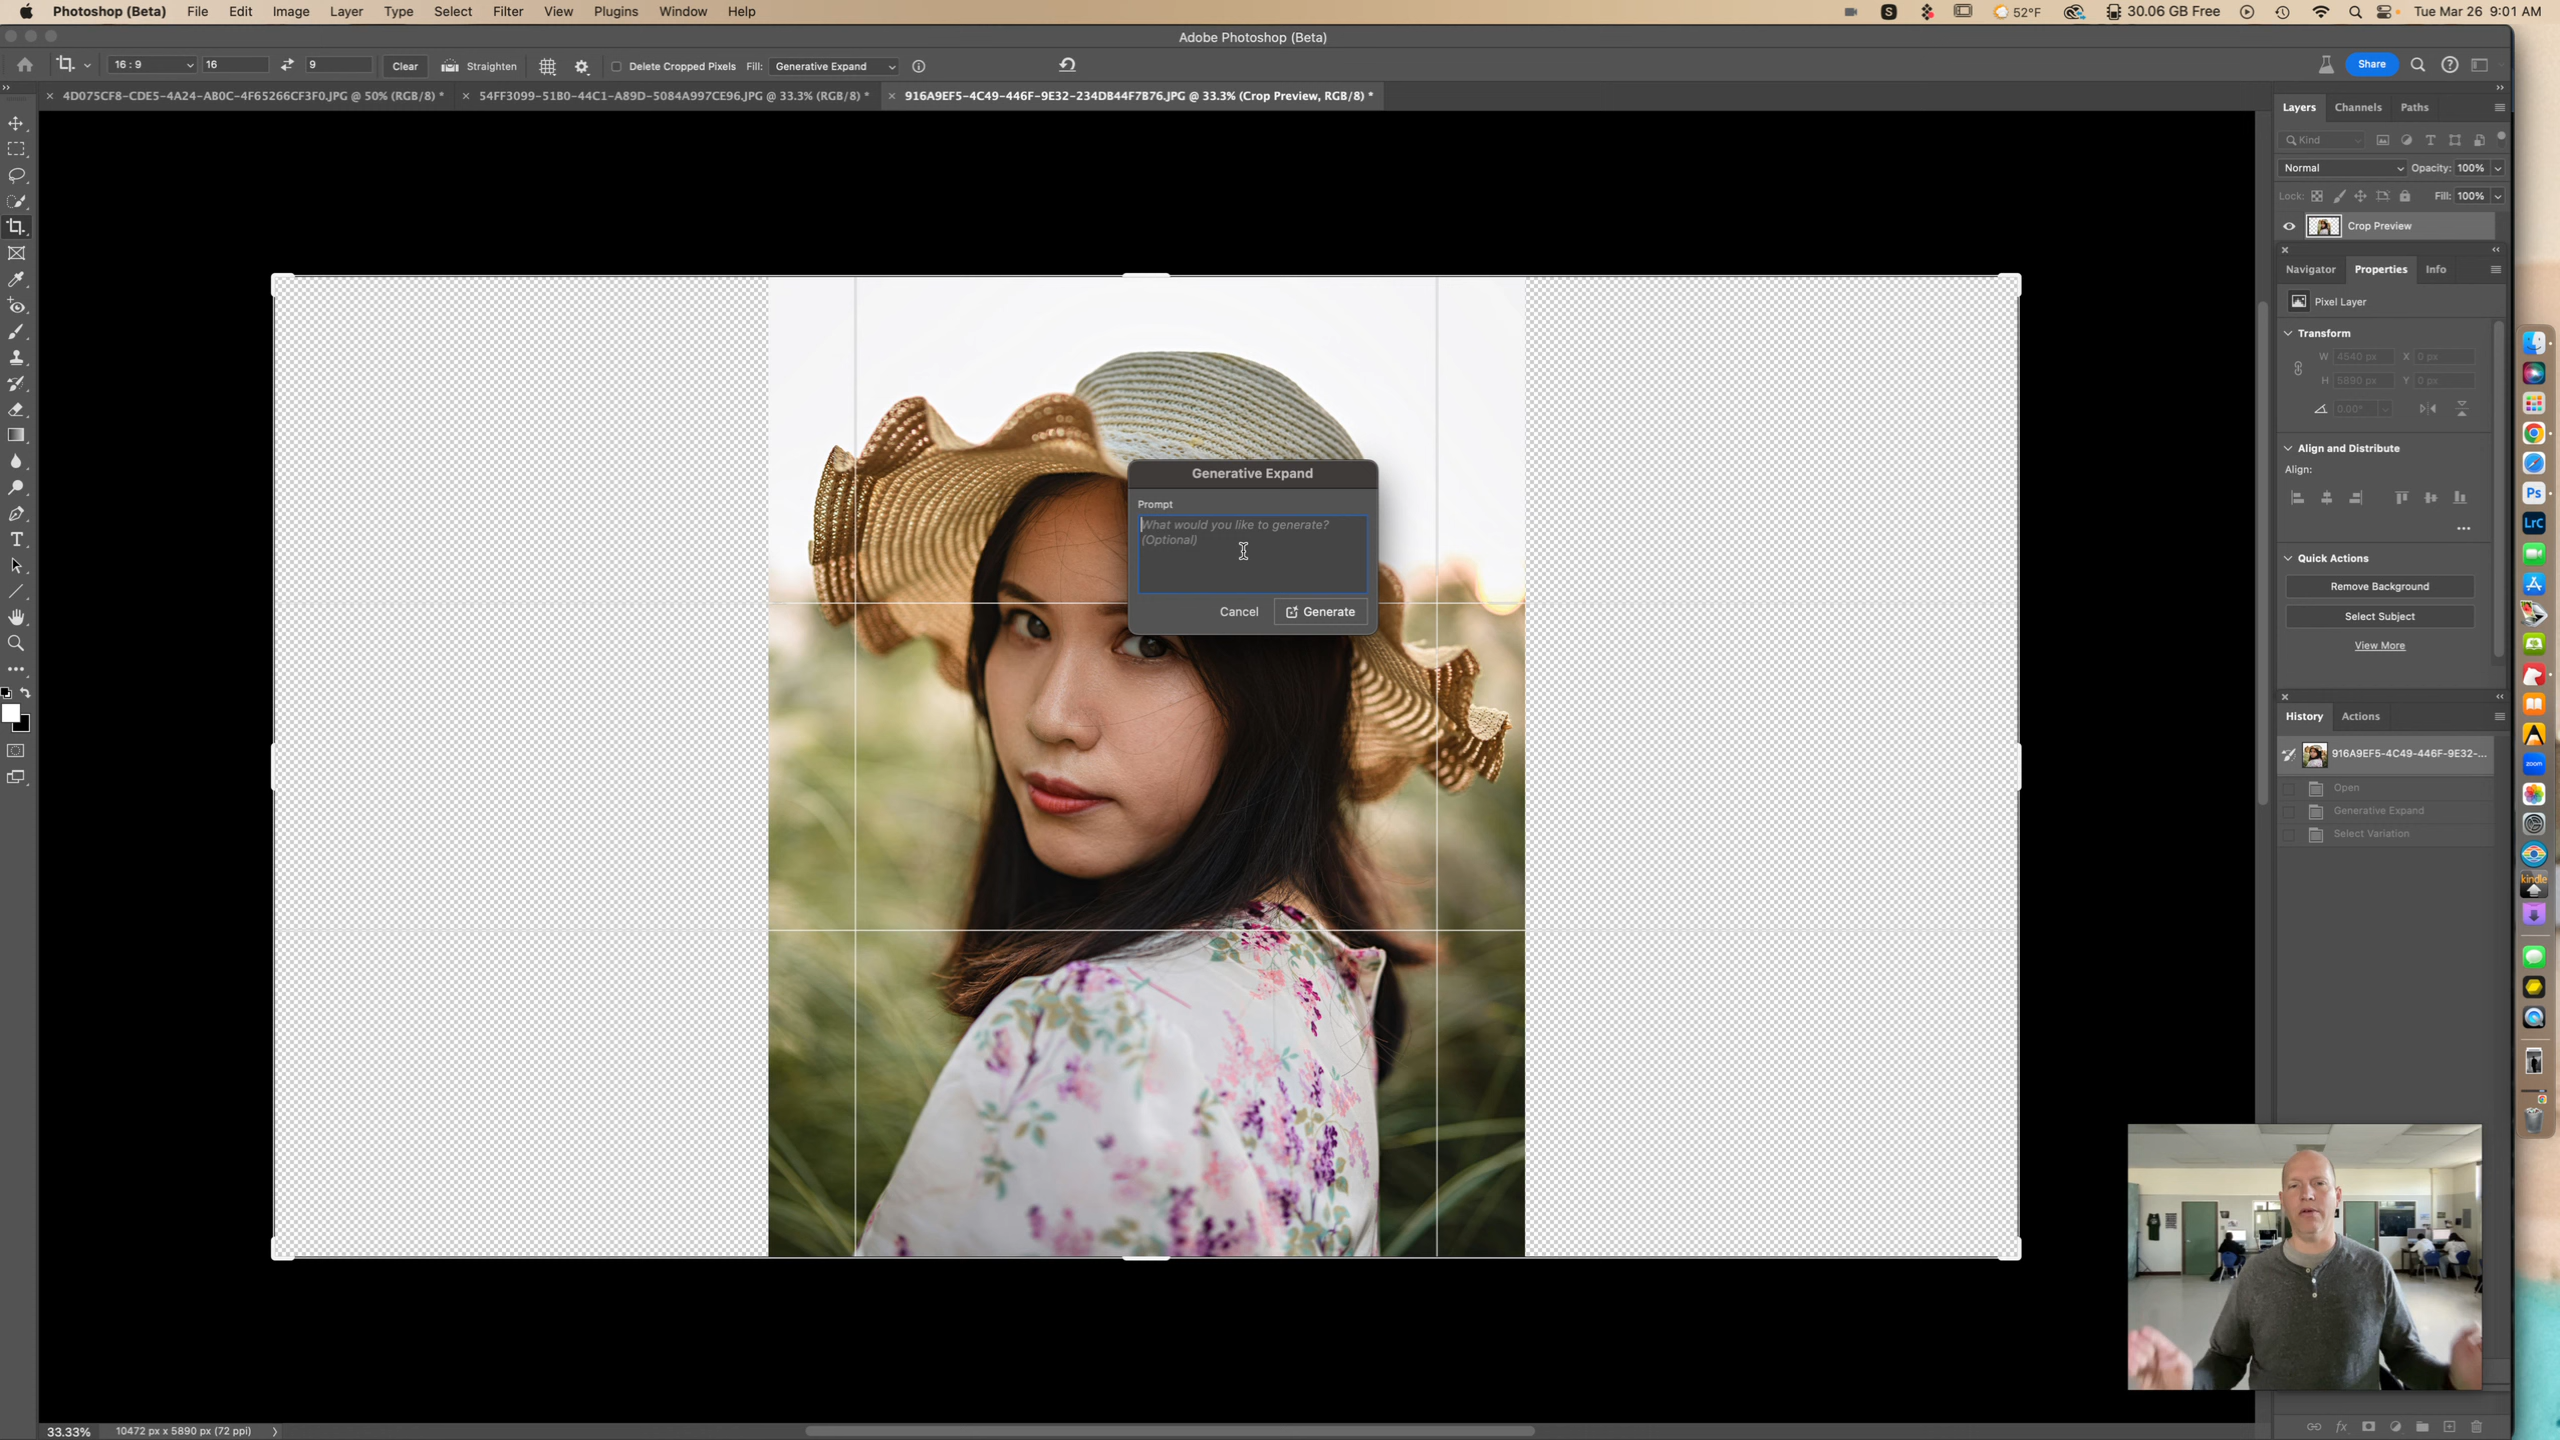 Photoshop (Beta) File Edit Image Layer Type Select Filter View Plugins Window Help S 52°F 30.06 GB Free Tue Mar 26 9:01 AM
Adobe Photoshop (Beta)
16 : 9 16 9 Clear Straighten Delete Cropped Pixels Fill: Generative Expand Share
× 4D075CF8-CDE5-4A24-AB0C-4F65266CF3F0.JPG @ 50% (RGB/8) * × 54FF3099-51B0-44C1-A89D-5084A997CE96.JPG @ 33.3% (RGB/8) * × 916A9EF5-4C49-446F-9E32-234DB44F7B76.JPG @ 33.3% (Crop Preview, RGB/8) *
Layers Channels Paths
Kind
Normal Opacity: 100%
Lock: Fill: 100%
Crop Preview
Navigator Properties Info
Pixel Layer
Transform
W 4540 px X 0 px
H 5890 px Y 0 px
0.00°
Align and Distribute
Align:
Quick Actions
Remove Background
Select Subject
View More
History Actions
916A9EF5-4C49-446F-9E32-...
Open
Generative Expand
Select Variation
Generative Expand
Prompt
What would you like to generate?
(Optional)
Cancel Generate
Ps
LrC
zoom
kindle
33.33% 10472 px x 5890 px (72 ppi)
fx